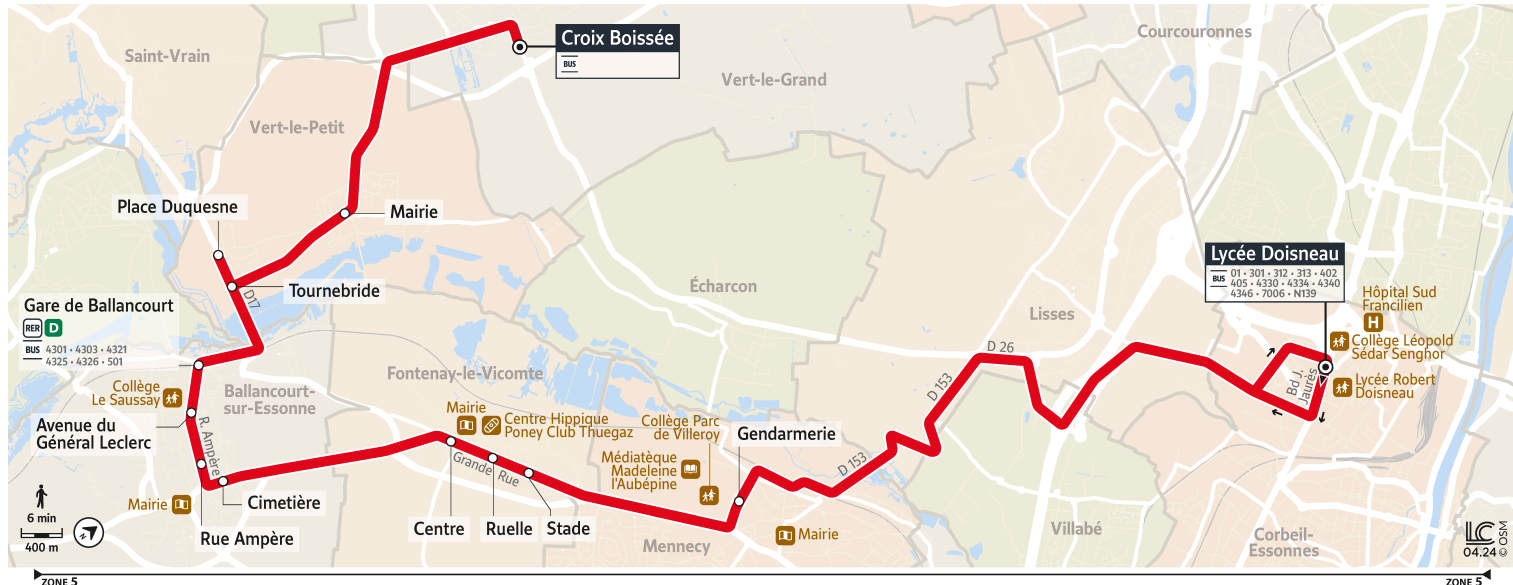 Croix Boissée
BUS
Courcouronnes
Saint-Vrain
Vert-le-Grand
Vert-le-Petit
Place Duquesne
Mairie
Lycée Doisneau
BUS
01 • 301 • 312 • 313 • 402
405 • 4330 • 4334 • 4340
4346 • 7006 • N139
Tournebride
D17
Écharcon
Hôpital Sud
Francilien
H
Gare de Ballancourt
RER D
BUS
4301 • 4303 • 4321
4325 • 4326 • 501
Lisses
D 26
Collège Léopold
Sédar Senghor
Bd J.
Jaurès
Lycée Robert
Doisneau
Collège
Le Saussay
Ballancourt-
sur-Essonne
Fontenay-le-Vicomte
D 153
Avenue du
Général Leclerc
R. Ampère
Mairie
Centre Hippique
Poney Club Thuegaz
Collège Parc
de Villeroy
Gendarmerie
Grande Rue
Médiatèque
Madeleine
l'Aubépine
D 153
Mairie
Cimetière
Rue Ampère
Centre
Ruelle
Stade
Mennecy
Mairie
Villabé
Corbeil-
Essonnes
6 min
400 m
LC
04.24 © OSM
ZONE 5
ZONE 5